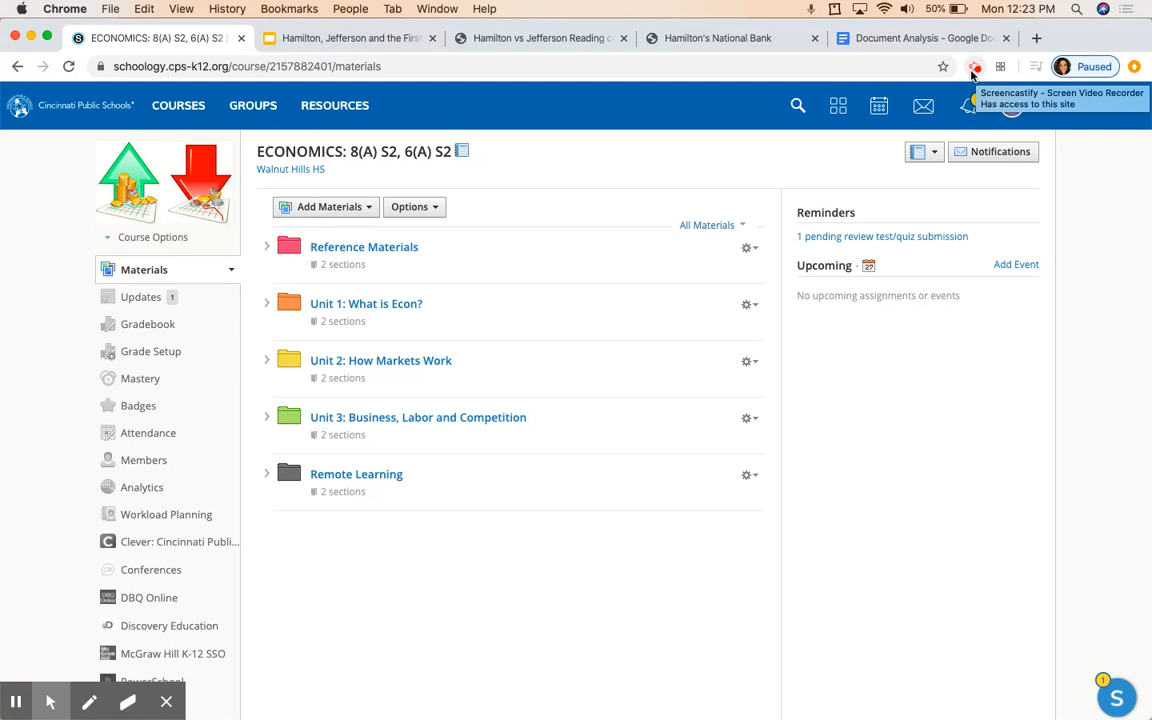 Chrome File Edit View History Bookmarks People Tab Window Help 50% Mon 12:23 PM
ECONOMICS: 8(A) S2, 6(A) S2 | Hamilton, Jefferson and the Firs Hamilton vs Jefferson Reading c Hamilton's National Bank Document Analysis - Google Do
schoology.cps-k12.org/course/2157882401/materials Paused
Screencastify - Screen Video Recorder
Has access to this site
Cincinnati Public Schools COURSES GROUPS RESOURCES
ECONOMICS: 8(A) S2, 6(A) S2
Notifications
Walnut Hills HS
Add Materials Options
All Materials
Course Options
Materials
Updates 1
Gradebook
Grade Setup
Mastery
Badges
Attendance
Members
Analytics
Workload Planning
Clever: Cincinnati Publi...
Conferences
DBQ Online
Discovery Education
McGraw Hill K-12 SSO
PowerSchool
Reference Materials
2 sections
Unit 1: What is Econ?
2 sections
Unit 2: How Markets Work
2 sections
Unit 3: Business, Labor and Competition
2 sections
Remote Learning
2 sections
Reminders
1 pending review test/quiz submission
Upcoming · 27 Add Event
No upcoming assignments or events
1
S